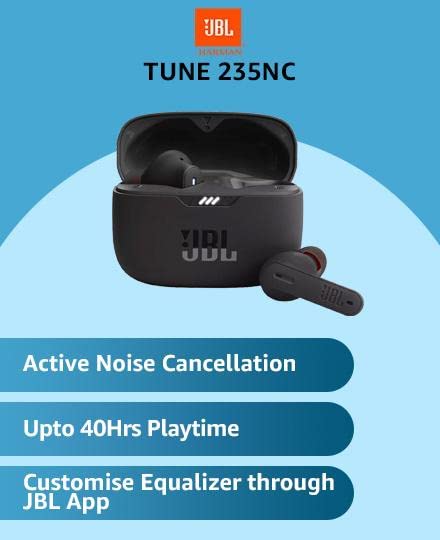 JBL
HARMAN
TUNE 235NC
JBL
JBL
Active Noise Cancellation
Upto 40Hrs Playtime
Customise Equalizer through
JBL App